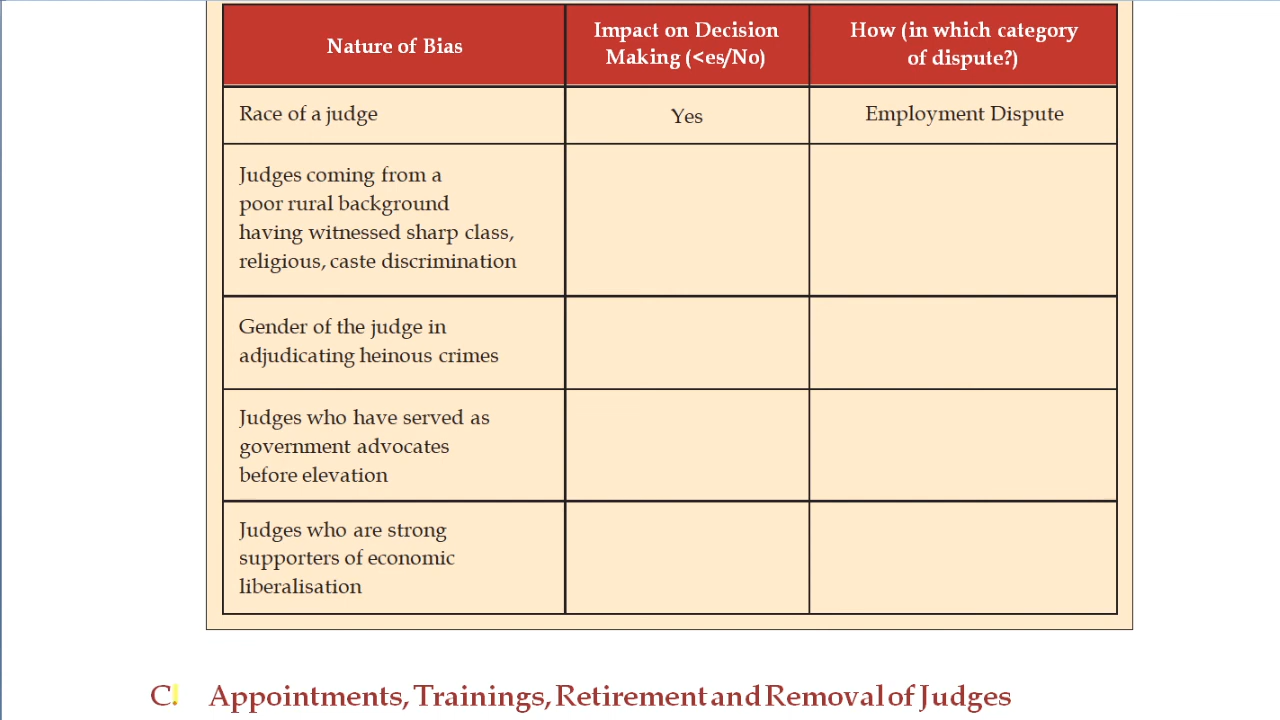 Nature of Bias
Impact on Decision
Making (<es/No)
How (in which category
of dispute?)
Race of a judge
Yes
Employment Dispute
Judges coming from a
poor rural background
having witnessed sharp class,
religious, caste discrimination
Gender of the judge in
adjudicating heinous crimes
Judges who have served as
government advocates
before elevation
Judges who are strong
supporters of economic
liberalisation
C. Appointments, Trainings, Retirement and Removal of Judges